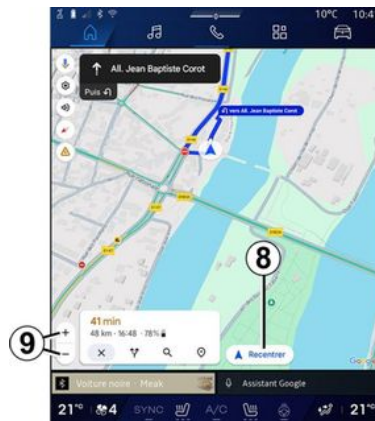 10°C 10:4
All. Jean Baptiste Corot
Puis
vers All. Jean Baptiste Corot
8
9
+
−
41 min
48 km - 16:48 - 78%
Recentrer
Voiture noire - Meak
Assistant Google
21°C 4 SYNC A/C 21°C